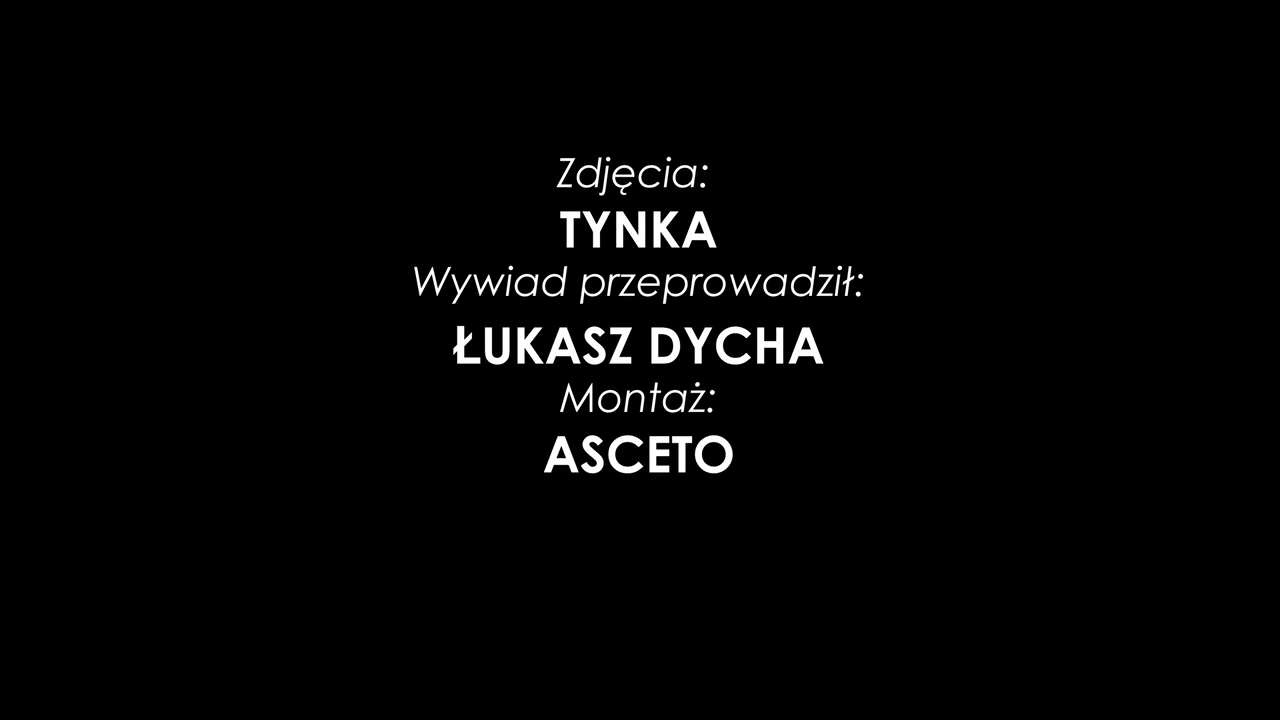 Zdjęcia:
TYNKA
Wywiad przeprowadził:
ŁUKASZ DYCHA
Montaż:
ASCETO